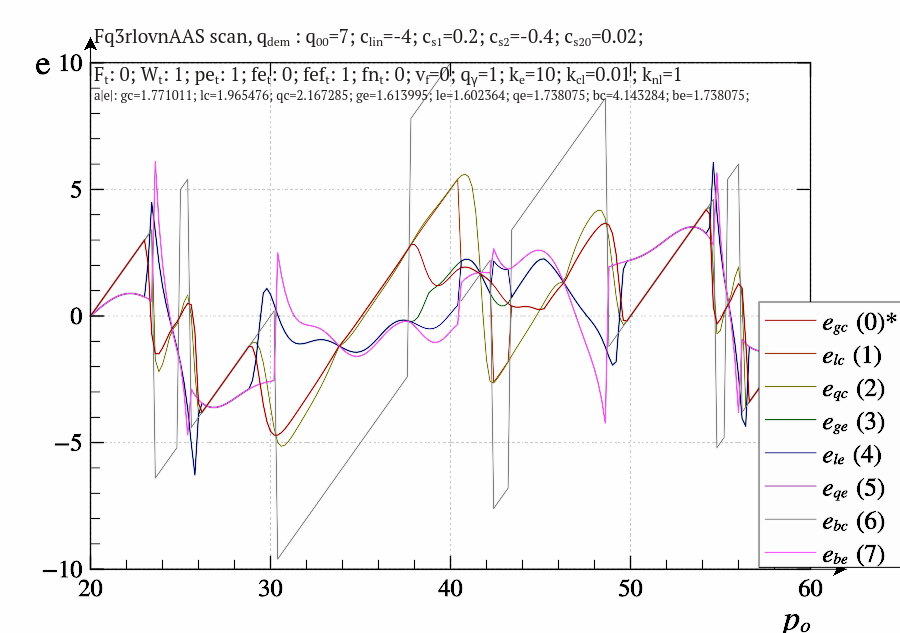 Fq3rlovnAAS scan, q_dem : q_00=7; c_lin=-4; c_s1=0.2; c_s2=-0.4; c_s20=0.02;
e
10
F_t: 0; W_t: 1; pe_t: 1; fe_t: 0; fef_t: 1; fn_t: 0; v_f=0; q_γ=1; k_e=10; k_cl=0.01; k_nl=1
a|e|: gc=1.771011; lc=1.965476; qc=2.167285; ge=1.613995; le=1.602364; qe=1.738075; bc=4.143284; be=1.738075;
5
0
−5
−10
e_gc (0)*
e_lc (1)
e_qc (2)
e_ge (3)
e_le (4)
e_qe (5)
e_bc (6)
e_be (7)
20 30 40 50 60
p_o